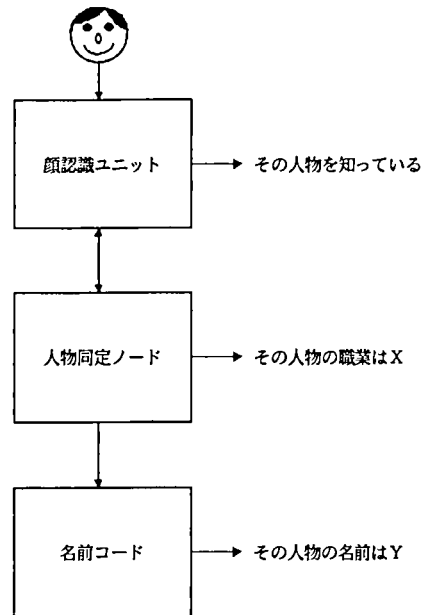 顔認識ユニット
その人物を知っている
人物同定ノード
その人物の職業はX
名前コード
その人物の名前はY